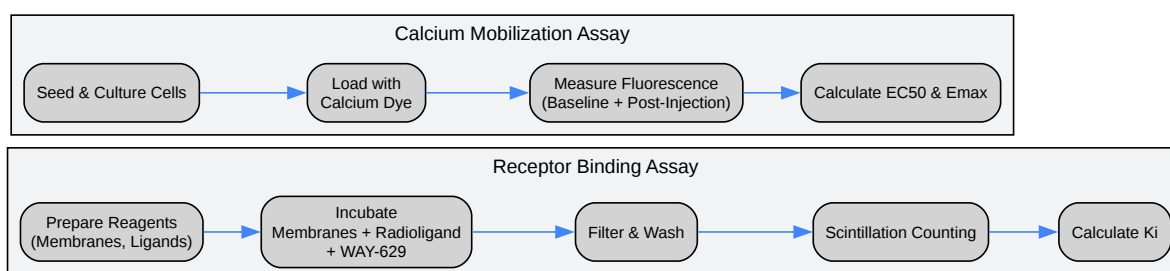 Calcium Mobilization Assay
Seed & Culture Cells
Load with
Calcium Dye
Measure Fluorescence
(Baseline + Post-Injection)
Calculate EC50 & Emax
Receptor Binding Assay
Prepare Reagents
(Membranes, Ligands)
Incubate
Membranes + Radioligand
+ WAY-629
Filter & Wash
Scintillation Counting
Calculate Ki